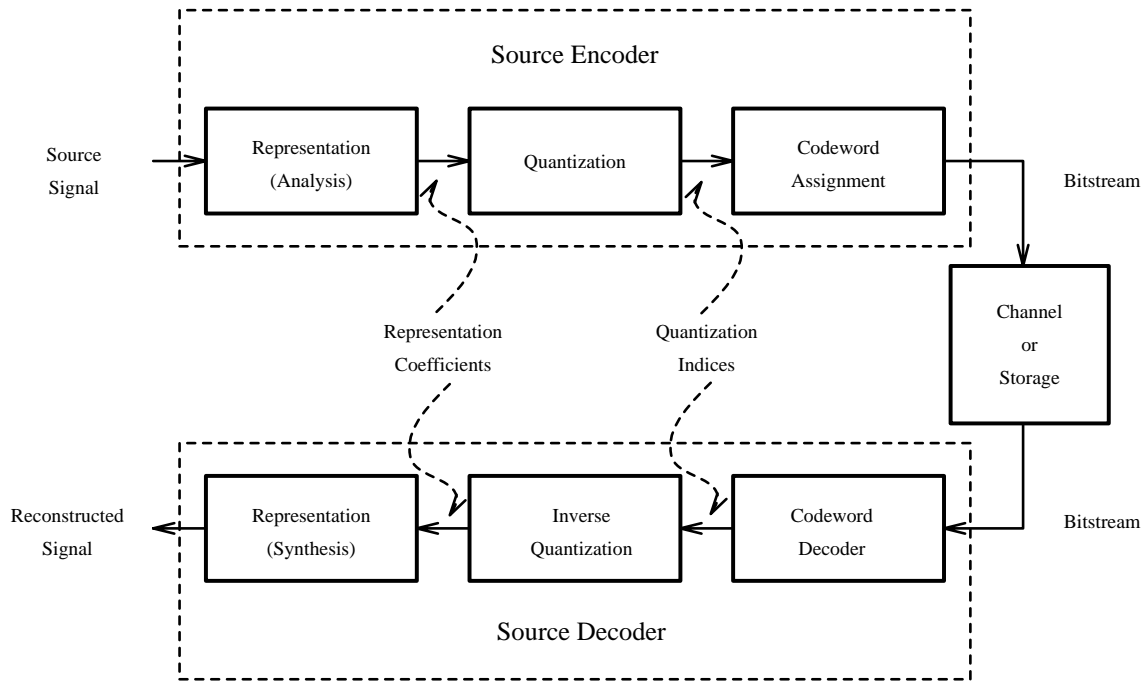 Source Encoder
Source
Signal
Representation
(Analysis)
Quantization
Codeword
Assignment
Bitstream
Representation
Coefficients
Quantization
Indices
Channel
or
Storage
Reconstructed
Signal
Representation
(Synthesis)
Inverse
Quantization
Codeword
Decoder
Bitstream
Source Decoder